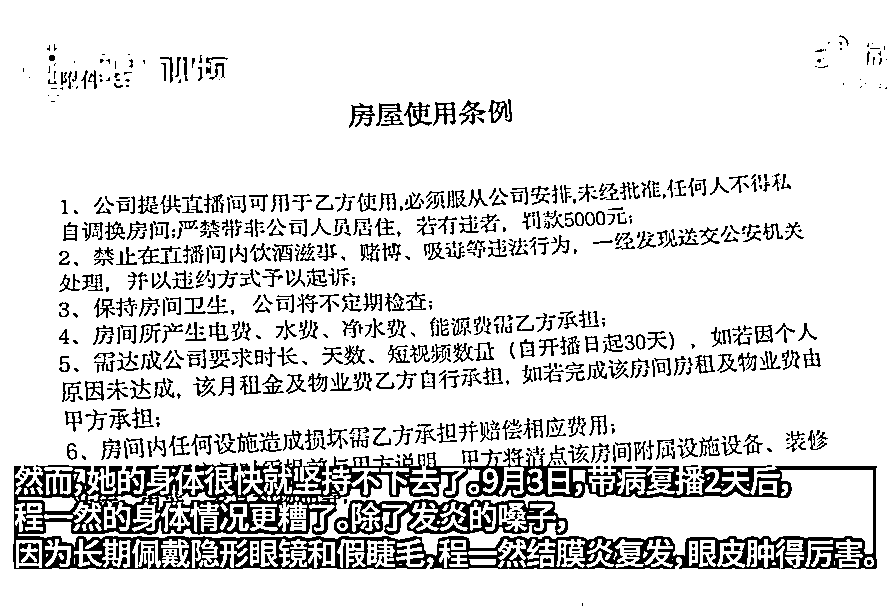 附件
房屋使用条例
1、公司提供直播间可用于乙方使用,必须服从公司安排,未经批准,任何人不得私
自调换房间;严禁带非公司人员居住，若有违者，罚款5000元;
2、禁止在直播间内饮酒滋事、赌博、吸毒等违法行为，一经发现送交公安机关
处理，并以违约方式予以起诉;
3、保持房间卫生，公司将不定期检查;
4、房间所产生电费、水费、净水费、能源费需乙方承担;
5、需达成公司要求时长、天数、短视频数量（自开播日起30天），如若因个人
原因未达成，该月租金及物业费乙方自行承担，如若完成该房间房租及物业费由
甲方承担;
6、房间内任何设施造成损坏需乙方承担并赔偿相应费用;
甲方将清点该房间附属设施设备、装修
然而,她的身体很快就坚持不下去了。9月3日,带病复播2天后,
程一然的身体情况更糟了。除了发炎的嗓子,
因为长期佩戴隐形眼镜和假睫毛,程一然结膜炎复发,眼皮肿得厉害。